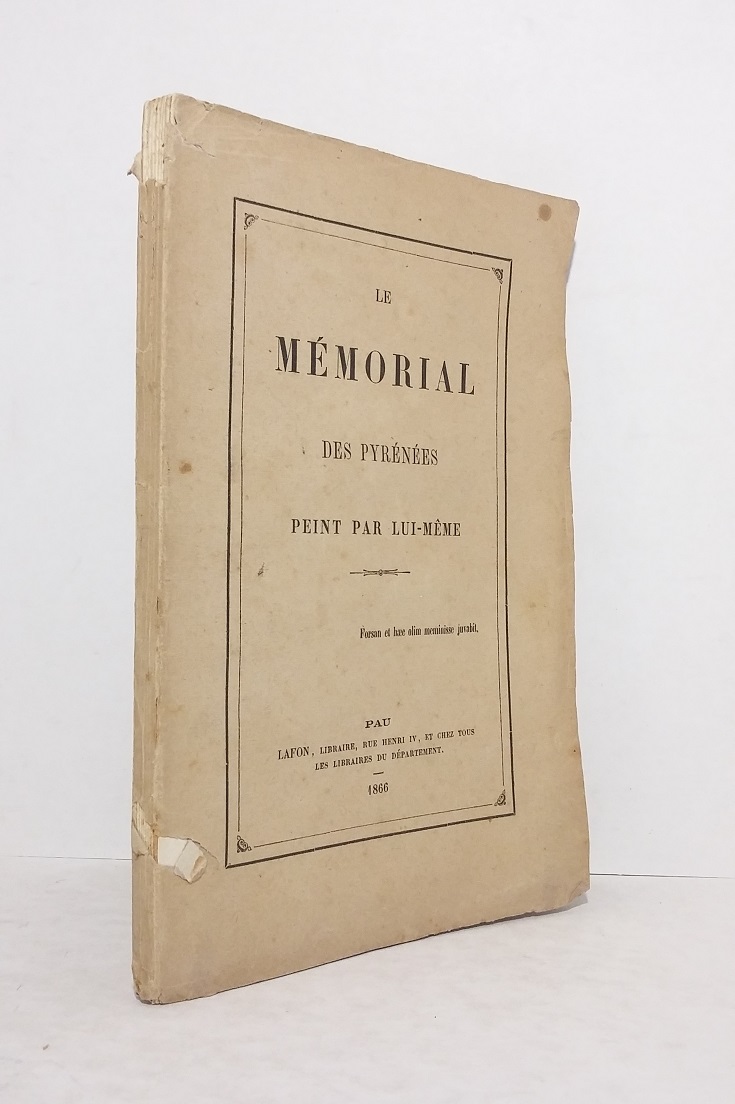 LE
MÉMORIAL
DES PYRÉNÉES
PEINT PAR LUI-MÊME
Forsan et hæc olim meminisse juvabit.
PAU
LAFON, LIBRAIRE, RUE HENRI IV, ET CHEZ TOUS
LES LIBRAIRES DU DÉPARTEMENT.
1866